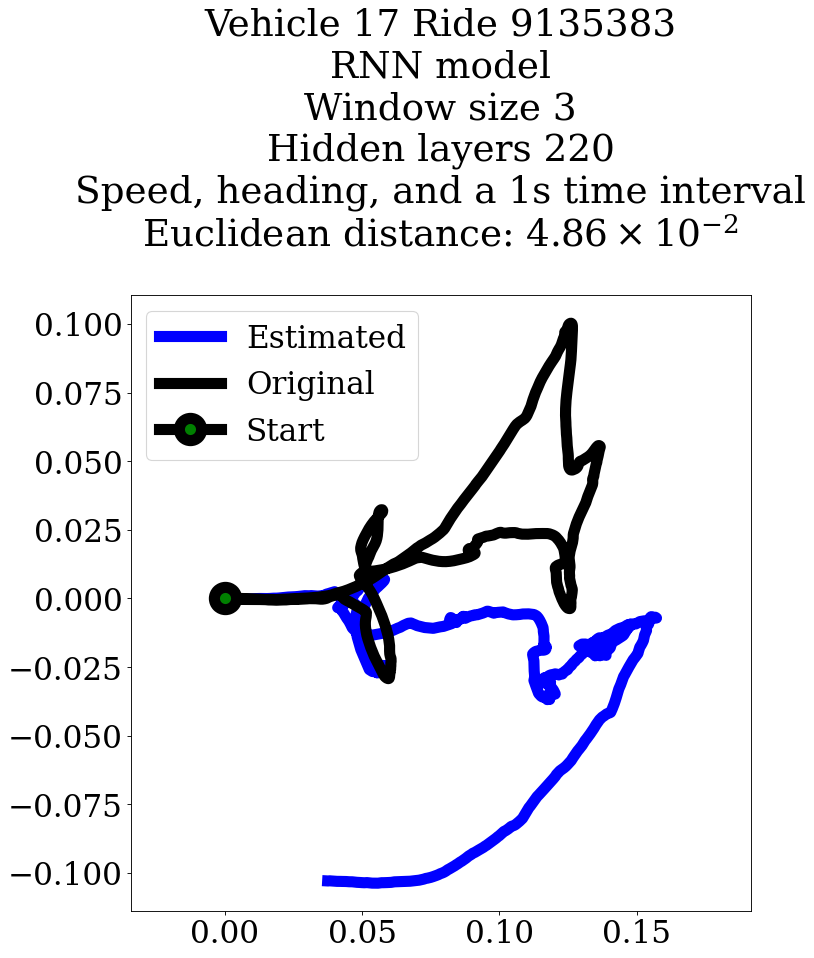 Vehicle 17 Ride 9135383
RNN model
Window size 3
Hidden layers 220
Speed, heading, and a 1s time interval
Euclidean distance: 4.86 × 10⁻²
Estimated
Original
Start
0.100
0.075
0.050
0.025
0.000
−0.025
−0.050
−0.075
−0.100
0.00 0.05 0.10 0.15